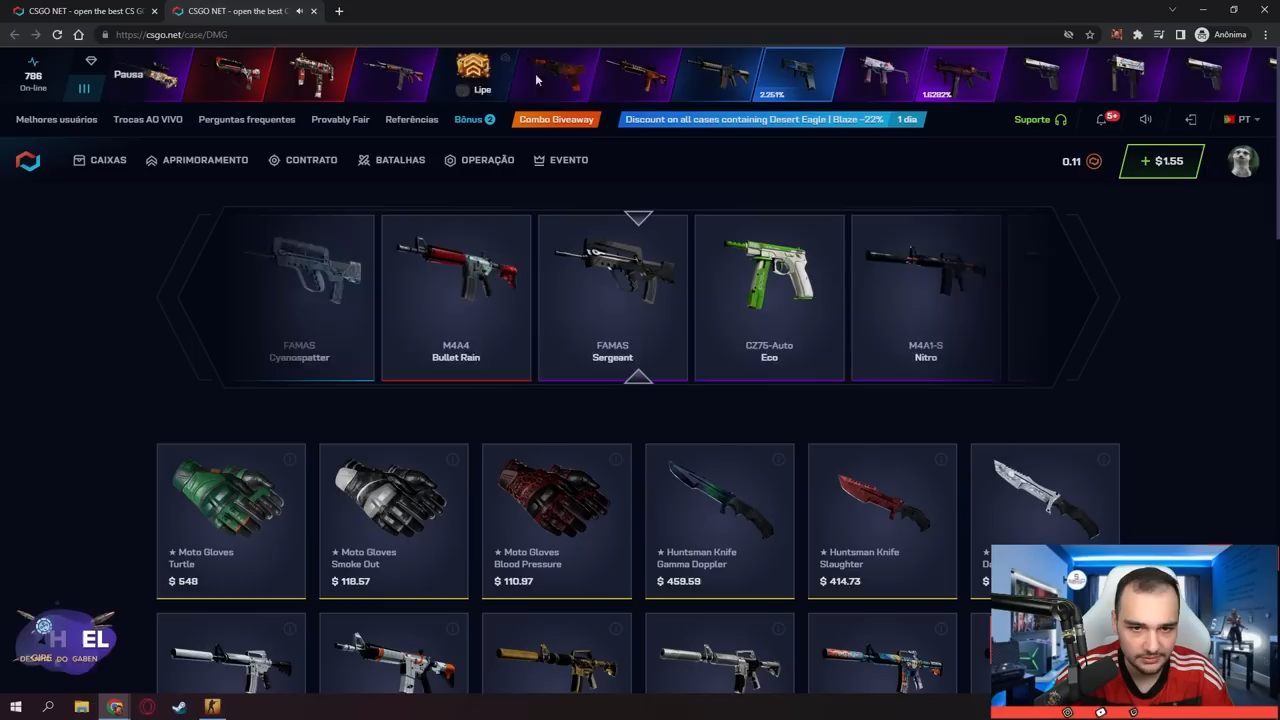 CSGO NET - open the best CS G
CSGO NET - open the best C
https://csgo.net/case/DMG
Anônima
786
On-line
Pausa
Lipe
2.251%
1.6282%
Melhores usuários
Trocas AO VIVO
Perguntas frequentes
Provably Fair
Referências
Bônus 2
Combo Giveaway
Discount on all cases containing Desert Eagle | Blaze -22%
1 dia
Suporte
5+
PT
CAIXAS
APRIMORAMENTO
CONTRATO
BATALHAS
OPERAÇÃO
EVENTO
0.11
+ $1.55
FAMAS
Cyanospatter
M4A4
Bullet Rain
FAMAS
Sergeant
CZ75-Auto
Eco
M4A1-S
Nitro
★ Moto Gloves
Turtle
$ 548
★ Moto Gloves
Smoke Out
$ 118.57
★ Moto Gloves
Blood Pressure
$ 110.97
★ Huntsman Knife
Gamma Doppler
$ 459.59
★ Huntsman Knife
Slaughter
$ 414.73
H EL
DESAFIE DO GABEN